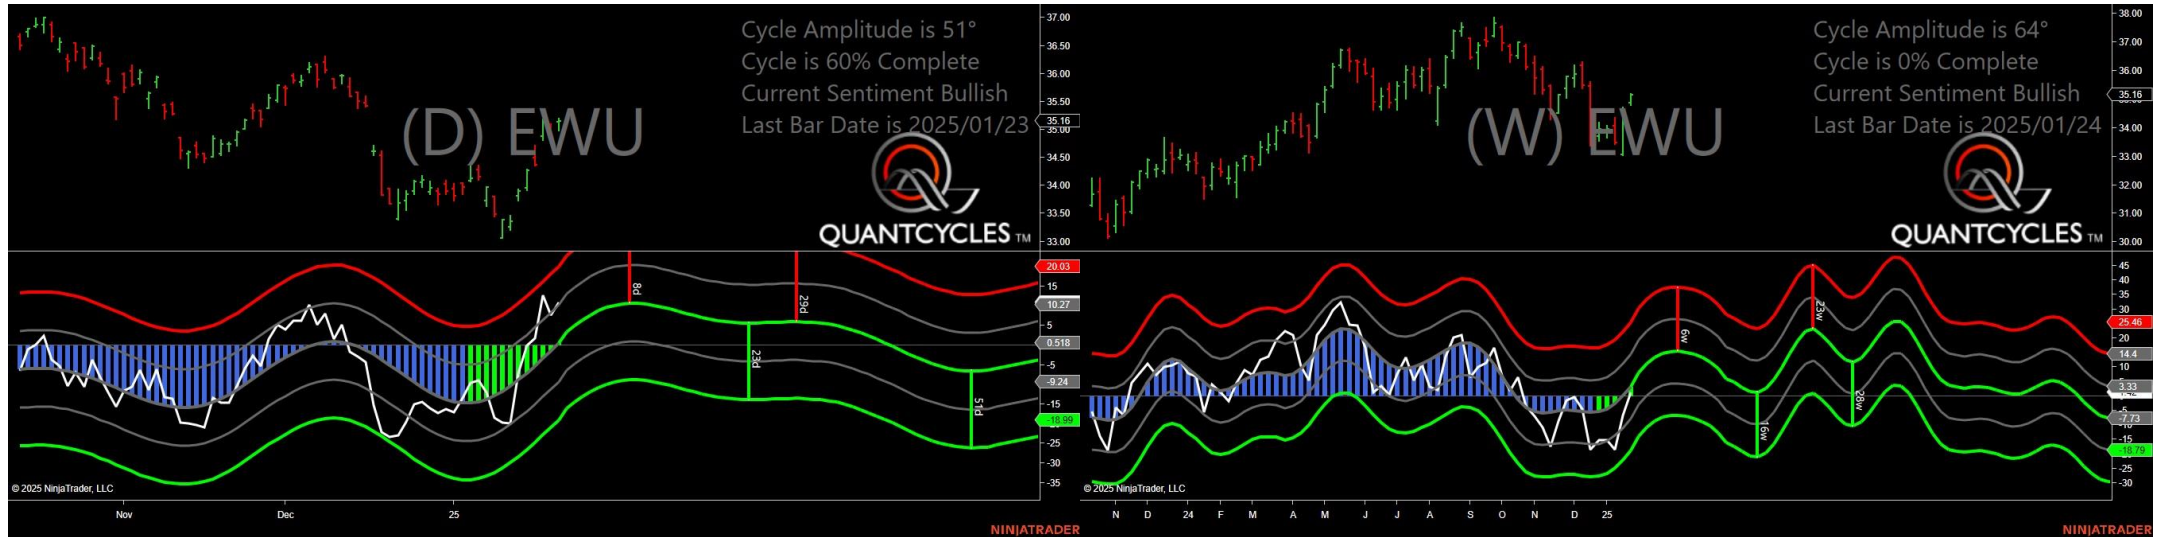 Cycle Amplitude is 51°
Cycle is 60% Complete
Current Sentiment Bullish
Last Bar Date is 2025/01/23
(D) EWU
QUANTCYCLES TM
37.00
36.50
36.00
35.50
35.16
35.00
34.50
34.00
33.50
33.00
20.03
15
10.27
5
0.518
-5
-9.24
-15
-18.99
-25
-30
-35
8d
29d
23d
51d
© 2025 NinjaTrader, LLC
Nov
Dec
25
NINJATRADER
Cycle Amplitude is 64°
Cycle is 0% Complete
Current Sentiment Bullish
Last Bar Date is 2025/01/24
(W) EWU
QUANTCYCLES TM
38.00
37.00
36.00
35.16
34.00
33.00
32.00
31.00
30.00
45
40
35
30
25.46
20
14.4
10
3.33
-5
-7.73
-15
-18.79
-25
-30
6w
23w
16w
28w
© 2025 NinjaTrader, LLC
N D 24 F M A M J J A S O N D 25
NINJATRADER